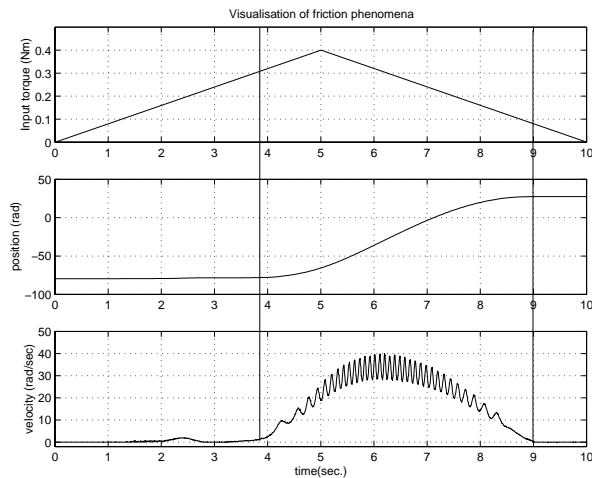 Visualisation of friction phenomena
Input torque (Nm)
0.4
0.3
0.2
0.1
0
0 1 2 3 4 5 6 7 8 9 10
position (rad)
50
0
−50
−100
0 1 2 3 4 5 6 7 8 9 10
velocity (rad/sec)
50
40
30
20
10
0
0 1 2 3 4 5 6 7 8 9 10
time(sec.)